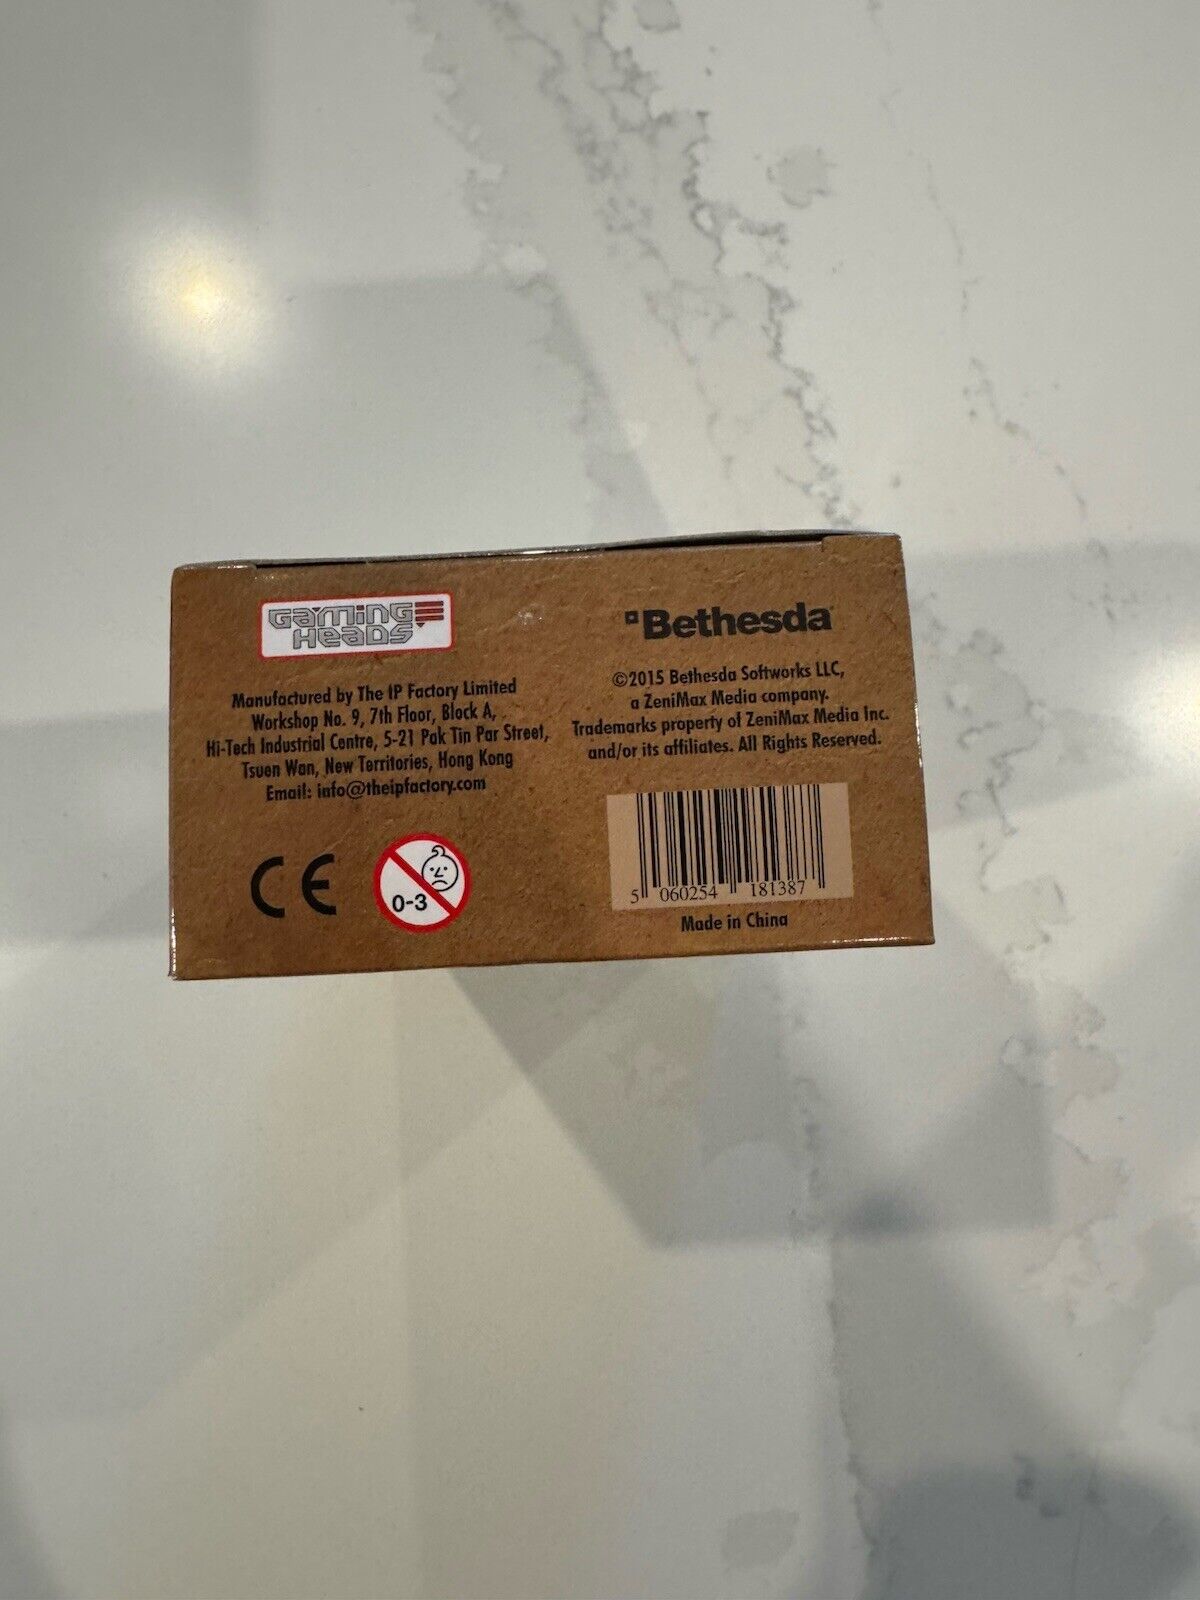 Gaming
Heads
Manufactured by The IP Factory Limited
Workshop No. 9, 7th Floor, Block A,
Hi-Tech Industrial Centre, 5-21 Pak Tin Par Street,
Tsuen Wan, New Territories, Hong Kong
Email: info@theipfactory.com
CE
0-3
Bethesda
©2015 Bethesda Softworks LLC,
a ZeniMax Media company.
Trademarks property of ZeniMax Media Inc.
and/or its affiliates. All Rights Reserved.
5 060254 181387
Made in China